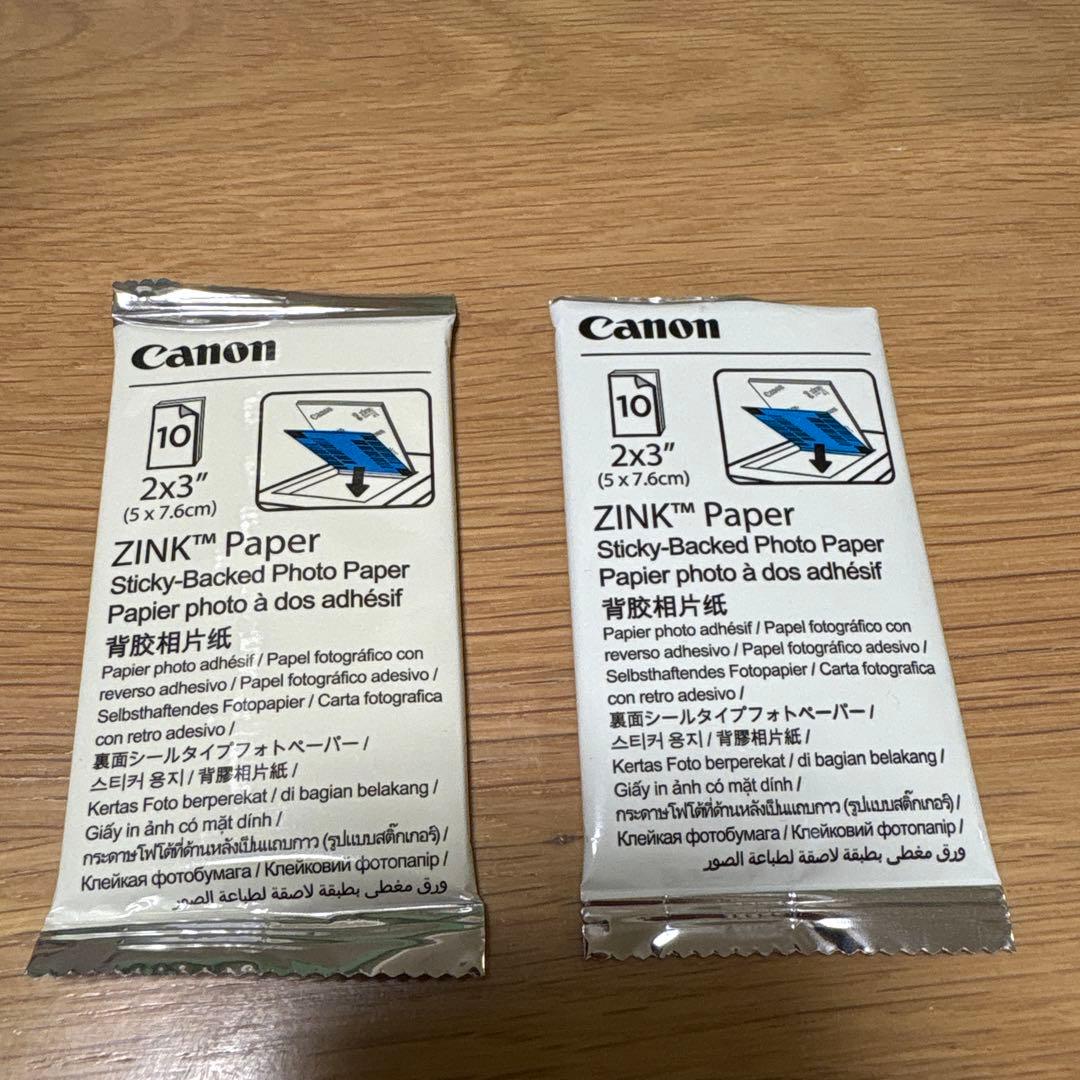 Canon
10
2x3"
(5 x 7.6cm)
Canon
ZINK™ Paper
Sticky-Backed Photo Paper
Papier photo à dos adhésif
背胶相片纸
Papier photo adhésif / Papel fotográfico con
reverso adhesivo / Papel fotográfico adesivo /
Selbsthaftendes Fotopapier / Carta fotografica
con retro adesivo /
裏面シールタイプフォトペーパー /
스티커 용지 / 背膠相片紙 /
Kertas Foto berperekat / di bagian belakang /
Giấy in ảnh có mặt dính /
กระดาษโฟโต้ที่ด้านหลังเป็นแถบกาว (รูปแบบสติ๊กเกอร์) /
Клейкая фотобумага / Клейковий фотопапір /
ورق مغطى بطبقة لاصقة لطباعة الصور
Canon
10
2x3"
(5 x 7.6cm)
Canon
ZINK™ Paper
Sticky-Backed Photo Paper
Papier photo à dos adhésif
背胶相片纸
Papier photo adhésif / Papel fotográfico con
reverso adhesivo / Papel fotográfico adesivo /
Selbsthaftendes Fotopapier / Carta fotografica
con retro adesivo /
裏面シールタイプフォトペーパー /
스티커 용지 / 背膠相片紙 /
Kertas Foto berperekat / di bagian belakang /
Giấy in ảnh có mặt dính /
กระดาษโฟโต้ที่ด้านหลังเป็นแถบกาว (รูปแบบสติ๊กเกอร์) /
Клейкая фотобумага / Клейковий фотопапір /
ورق مغطى بطبقة لاصقة لطباعة الصور